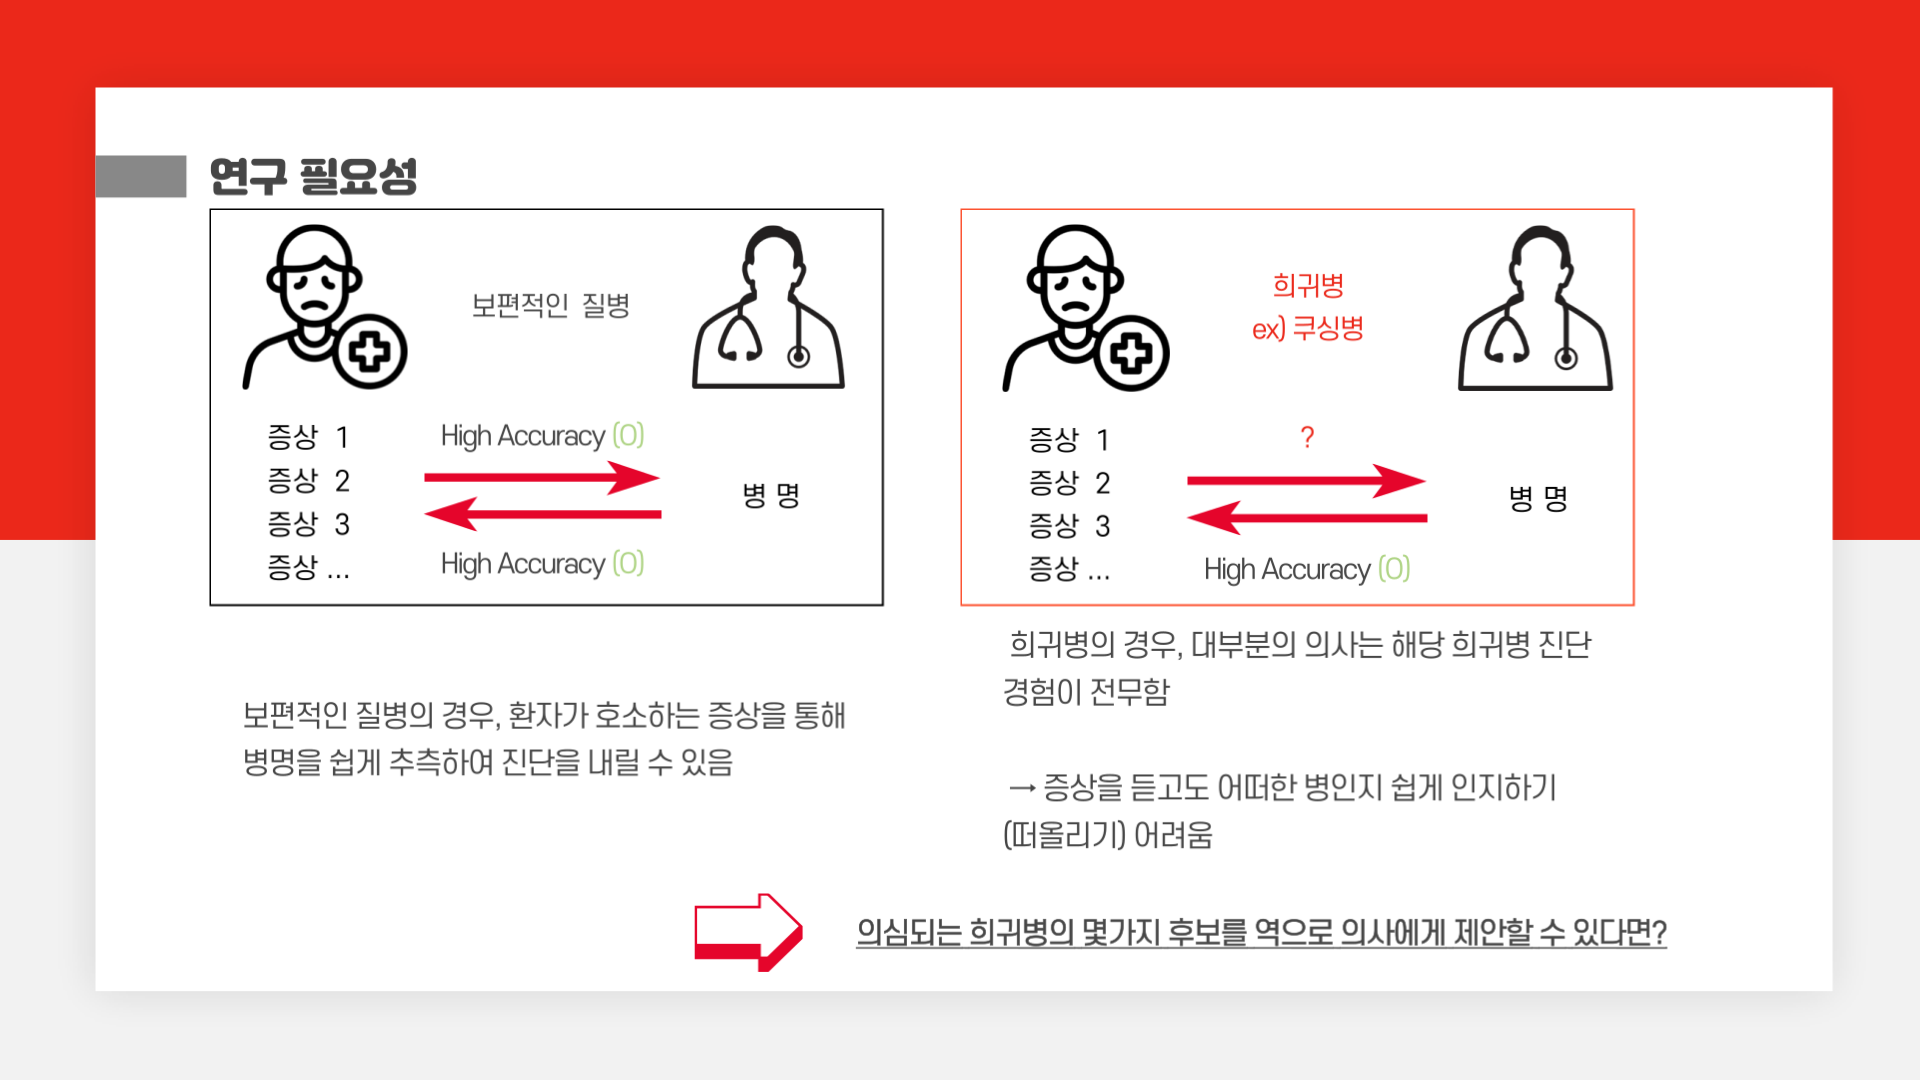 연구 필요성
보편적인 질병
증상 1
증상 2
증상 3
증상 ...
High Accuracy (O)
High Accuracy (O)
병 명
보편적인 질병의 경우, 환자가 호소하는 증상을 통해
병명을 쉽게 추측하여 진단을 내릴 수 있음
희귀병
ex) 쿠싱병
증상 1
증상 2
증상 3
증상 ...
?
High Accuracy (O)
병 명
희귀병의 경우, 대부분의 의사는 해당 희귀병 진단
경험이 전무함
→ 증상을 듣고도 어떠한 병인지 쉽게 인지하기
(떠올리기) 어려움
의심되는 희귀병의 몇가지 후보를 역으로 의사에게 제안할 수 있다면?